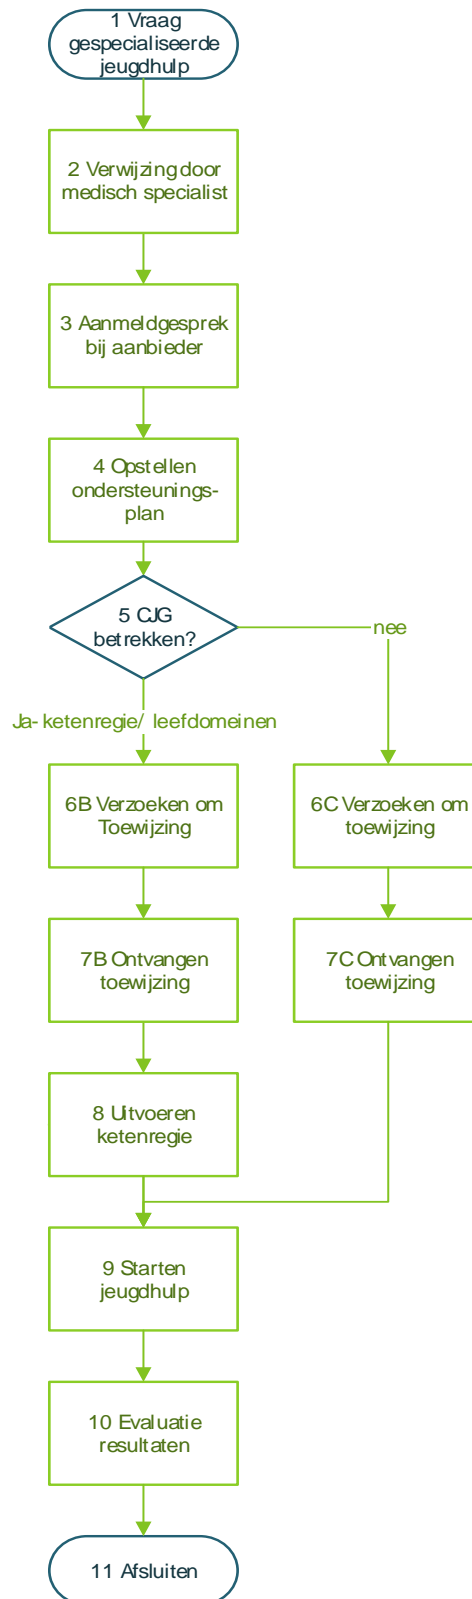 1 Vraag
gespecialiseerde
jeugdhulp
2 Verwijzing door
medisch specialist
3 Aanmeldgesprek
bij aanbieder
4 Opstellen
ondersteunings-
plan
5 CJG
betrekken?
nee
Ja- ketenregie/ leefdomeinen
6B Verzoeken om
Toewijzing
6C Verzoeken om
toewijzing
7B Ontvangen
toewijzing
7C Ontvangen
toewijzing
8 Uitvoeren
ketenregie
9 Starten
jeugdhulp
10 Evaluatie
resultaten
11 Afsluiten